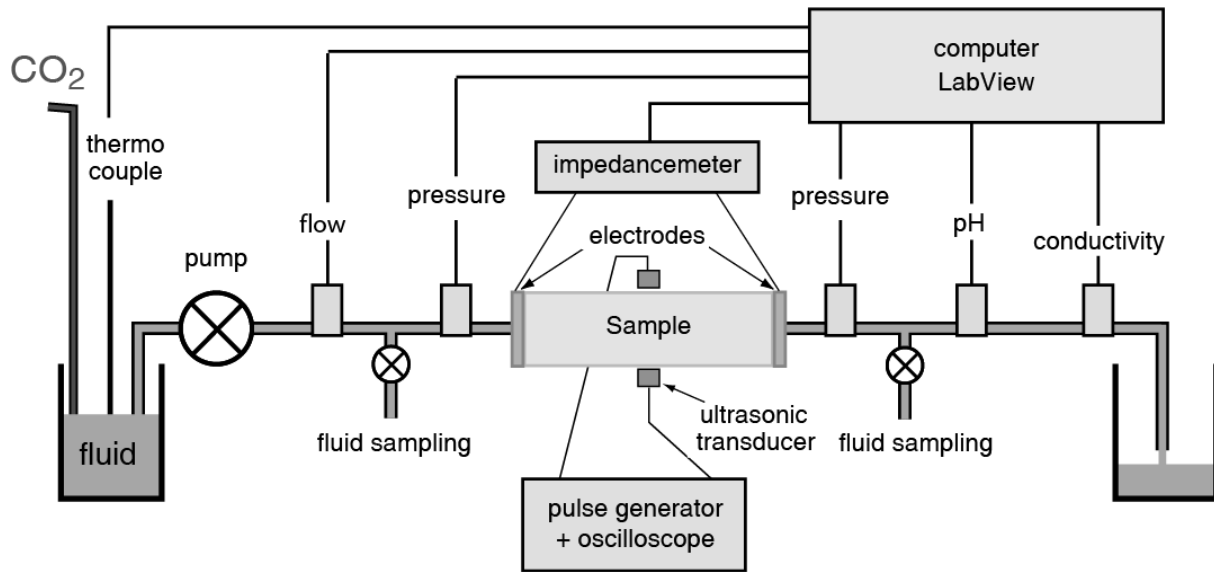 CO2
thermo
couple
pump
flow
pressure
impedancemeter
electrodes
computer
LabView
pressure
pH
conductivity
Sample
fluid
fluid sampling
ultrasonic
transducer
fluid sampling
pulse generator
+ oscilloscope